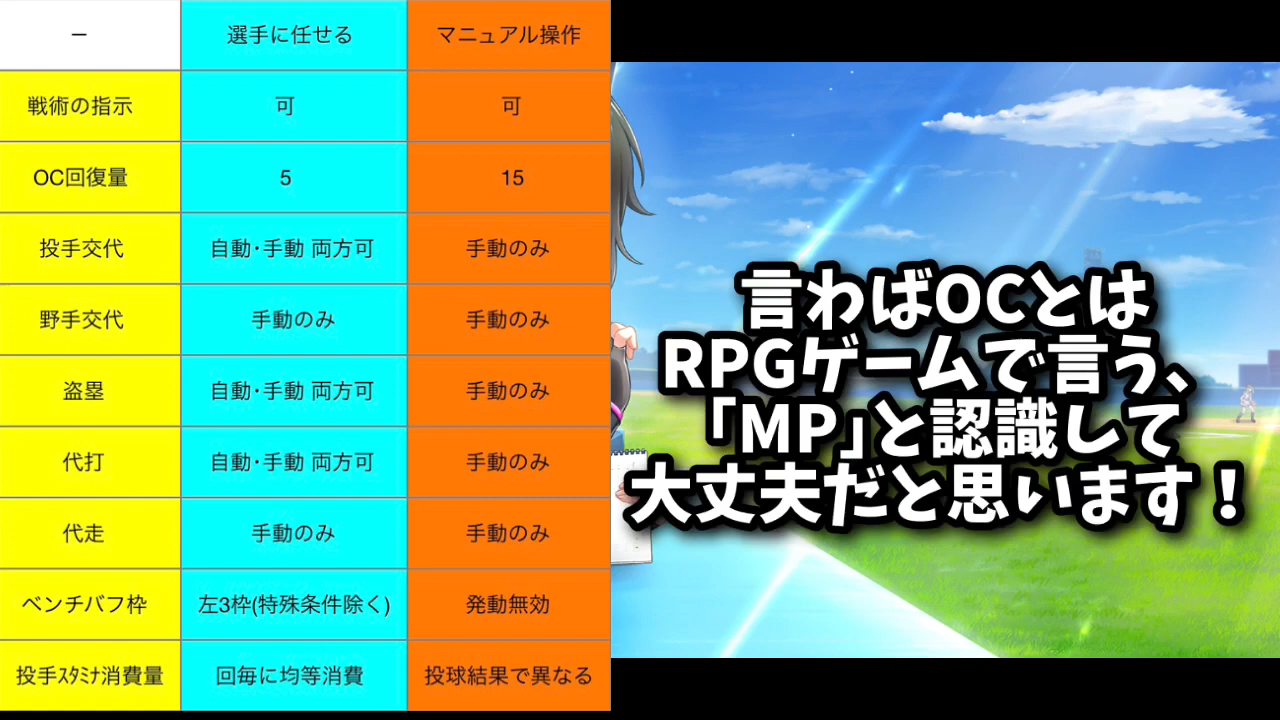 － 選手に任せる マニュアル操作
戦術の指示 可 可
OC回復量 5 15
投手交代 自動･手動 両方可 手動のみ
野手交代 手動のみ 手動のみ
盗塁 自動･手動 両方可 手動のみ
代打 自動･手動 両方可 手動のみ
代走 手動のみ 手動のみ
ベンチバフ枠 左3枠(特殊条件除く) 発動無効
投手ｽﾀﾐﾅ消費量 回毎に均等消費 投球結果で異なる
言わばOCとは
RPGゲームで言う、
｢MP｣と認識して
大丈夫だと思います！